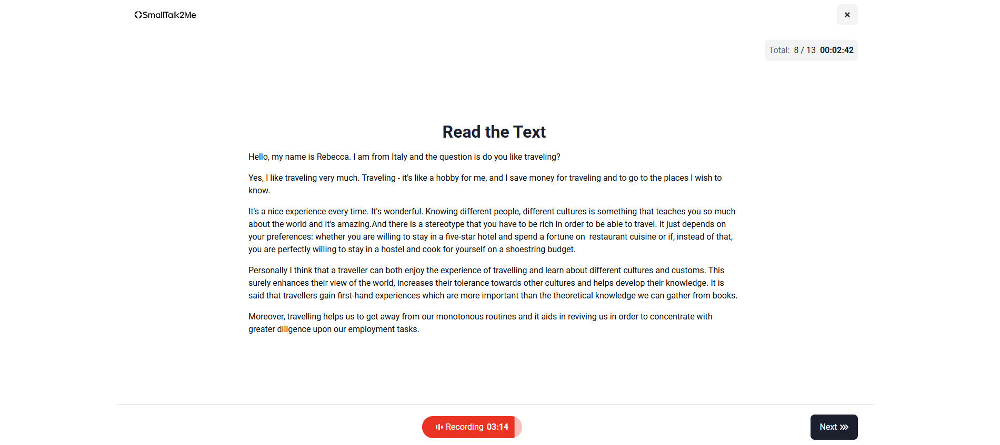 SmallTalk2Me
×
Total: 8 / 13 00:02:42
Read the Text
Hello, my name is Rebecca. I am from Italy and the question is do you like traveling?
Yes, I like traveling very much. Traveling - it's like a hobby for me, and I save money for traveling and to go to the places I wish to
know.
It's a nice experience every time. It's wonderful. Knowing different people, different cultures is something that teaches you so much
about the world and it's amazing.And there is a stereotype that you have to be rich in order to be able to travel. It just depends on
your preferences: whether you are willing to stay in a five-star hotel and spend a fortune on  restaurant cuisine or if, instead of that,
you are perfectly willing to stay in a hostel and cook for yourself on a shoestring budget.
Personally I think that a traveller can both enjoy the experience of travelling and learn about different cultures and customs. This
surely enhances their view of the world, increases their tolerance towards other cultures and helps develop their knowledge. It is
said that travellers gain first-hand experiences which are more important than the theoretical knowledge we can gather from books.
Moreover, travelling helps us to get away from our monotonous routines and it aids in reviving us in order to concentrate with
greater diligence upon our employment tasks.
Recording 03:14
Next